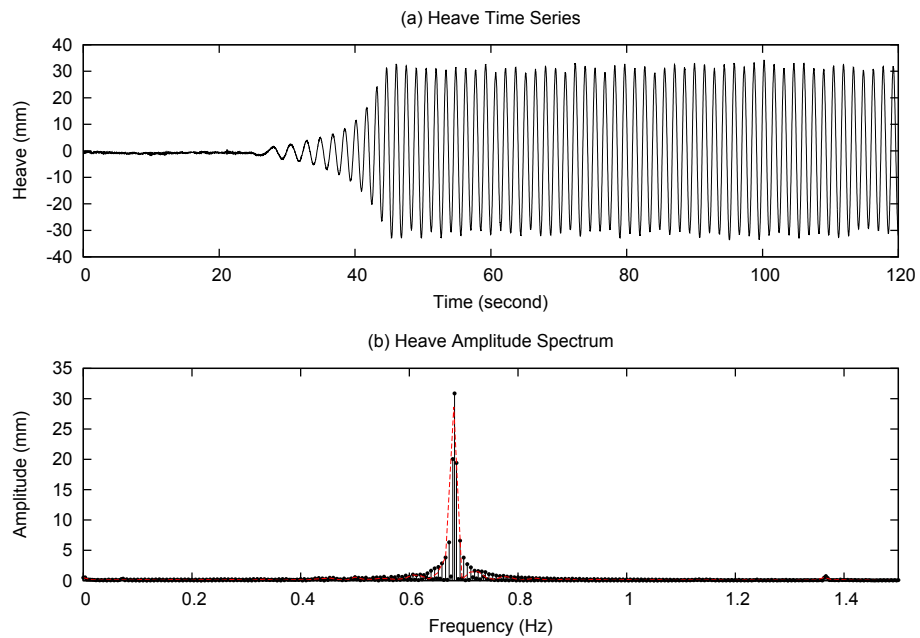 (a) Heave Time Series
40
30
20
10
0
-10
-20
-30
-40
Heave (mm)
0 20 40 60 80 100 120
Time (second)
(b) Heave Amplitude Spectrum
35
30
25
20
15
10
5
0
Amplitude (mm)
0 0.2 0.4 0.6 0.8 1 1.2 1.4
Frequency (Hz)